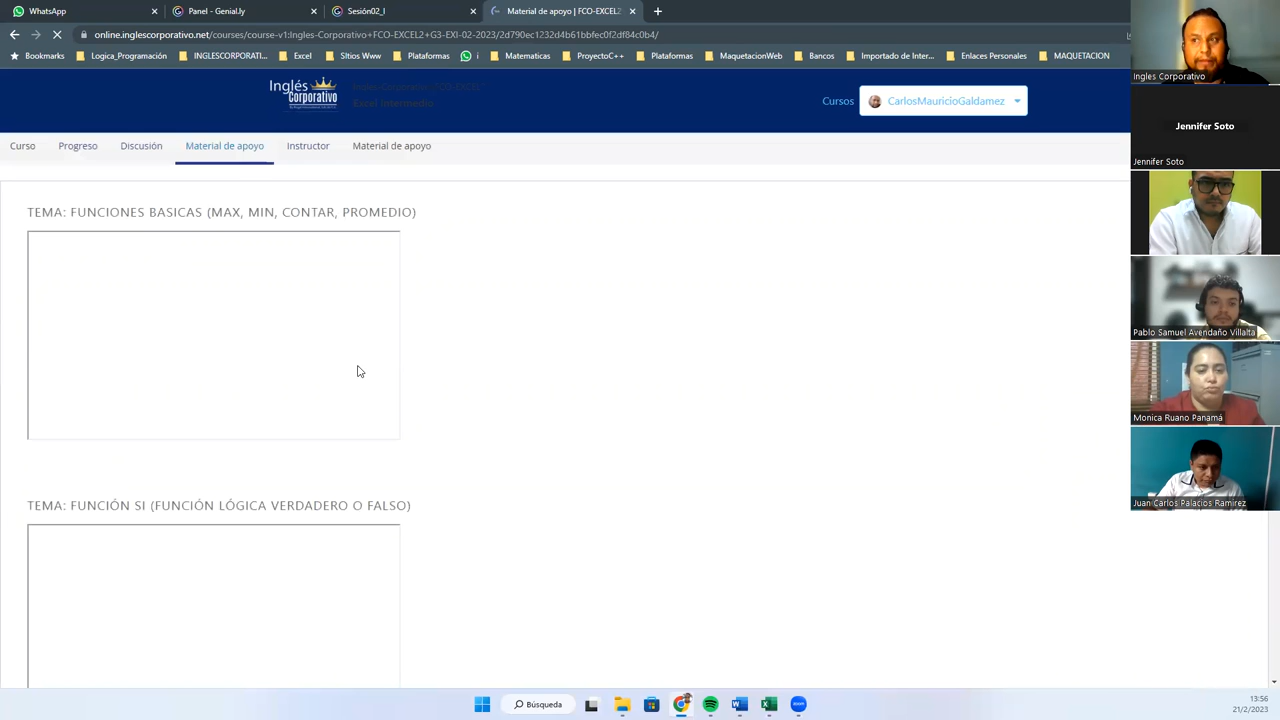 WhatsApp
Panel - Genial.ly
Sesión02_I
Material de apoyo | FCO-EXCEL2
online.inglescorporativo.net/courses/course-v1:Ingles-Corporativo+FCO-EXCEL2+G3-EXI-02-2023/2d790ec1232d4b61bbfec0f2df84c0b4/
Bookmarks
Logica_Programación
INGLESCORPORATI...
Excel
SItios Www
Plataformas
i
Matematicas
ProyectoC++
Plataformas
MaquetacionWeb
Bancos
Importado de Inter...
Enlaces Personales
MAQUETACION
Inglés
Corporativo
Excel Intermedio
Cursos
CarlosMauricioGaldamez
Curso
Progreso
Discusión
Material de apoyo
Instructor
Material de apoyo
TEMA: FUNCIONES BASICAS (MAX, MIN, CONTAR, PROMEDIO)
TEMA: FUNCIÓN SI (FUNCIÓN LÓGICA VERDADERO O FALSO)
Ingles Corporativo
Jennifer Soto
Jennifer Soto
Pablo Samuel Avendaño Villalta
Monica Ruano Panamá
Juan Carlos Palacios Ramirez
Búsqueda
13:56
21/2/2023